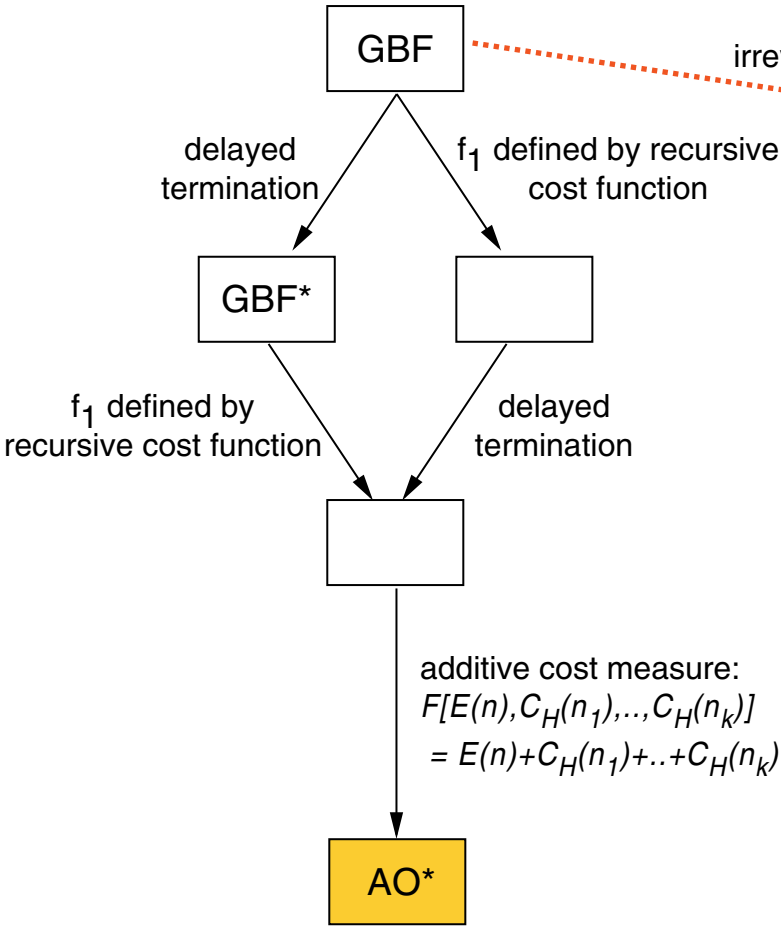 GBF
irre
delayed
termination
f1 defined by recursive
cost function
GBF*
f1 defined by
recursive cost function
delayed
termination
additive cost measure:
F[E(n),CH(n1),..,CH(nk)]
= E(n)+CH(n1)+..+CH(nk)
AO*